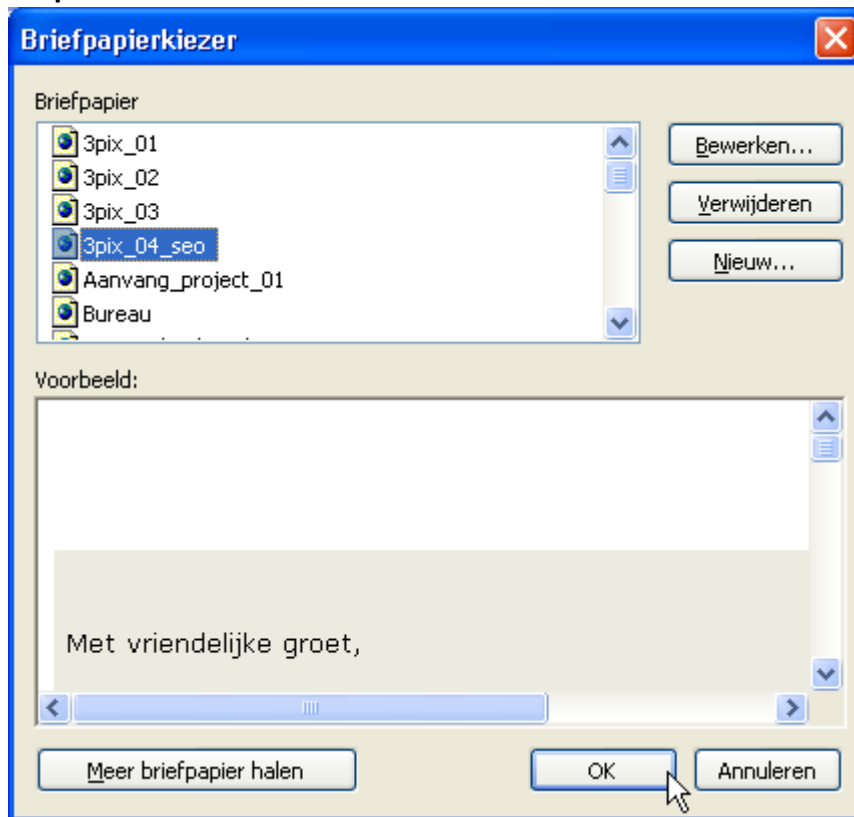 Briefpapierkiezer
Briefpapier
3pix_01
3pix_02
3pix_03
3pix_04_seo
Aanvang_project_01
Bureau
Bewerken...
Verwijderen
Nieuw...
Voorbeeld:
Met vriendelijke groet,
Meer briefpapier halen
OK
Annuleren